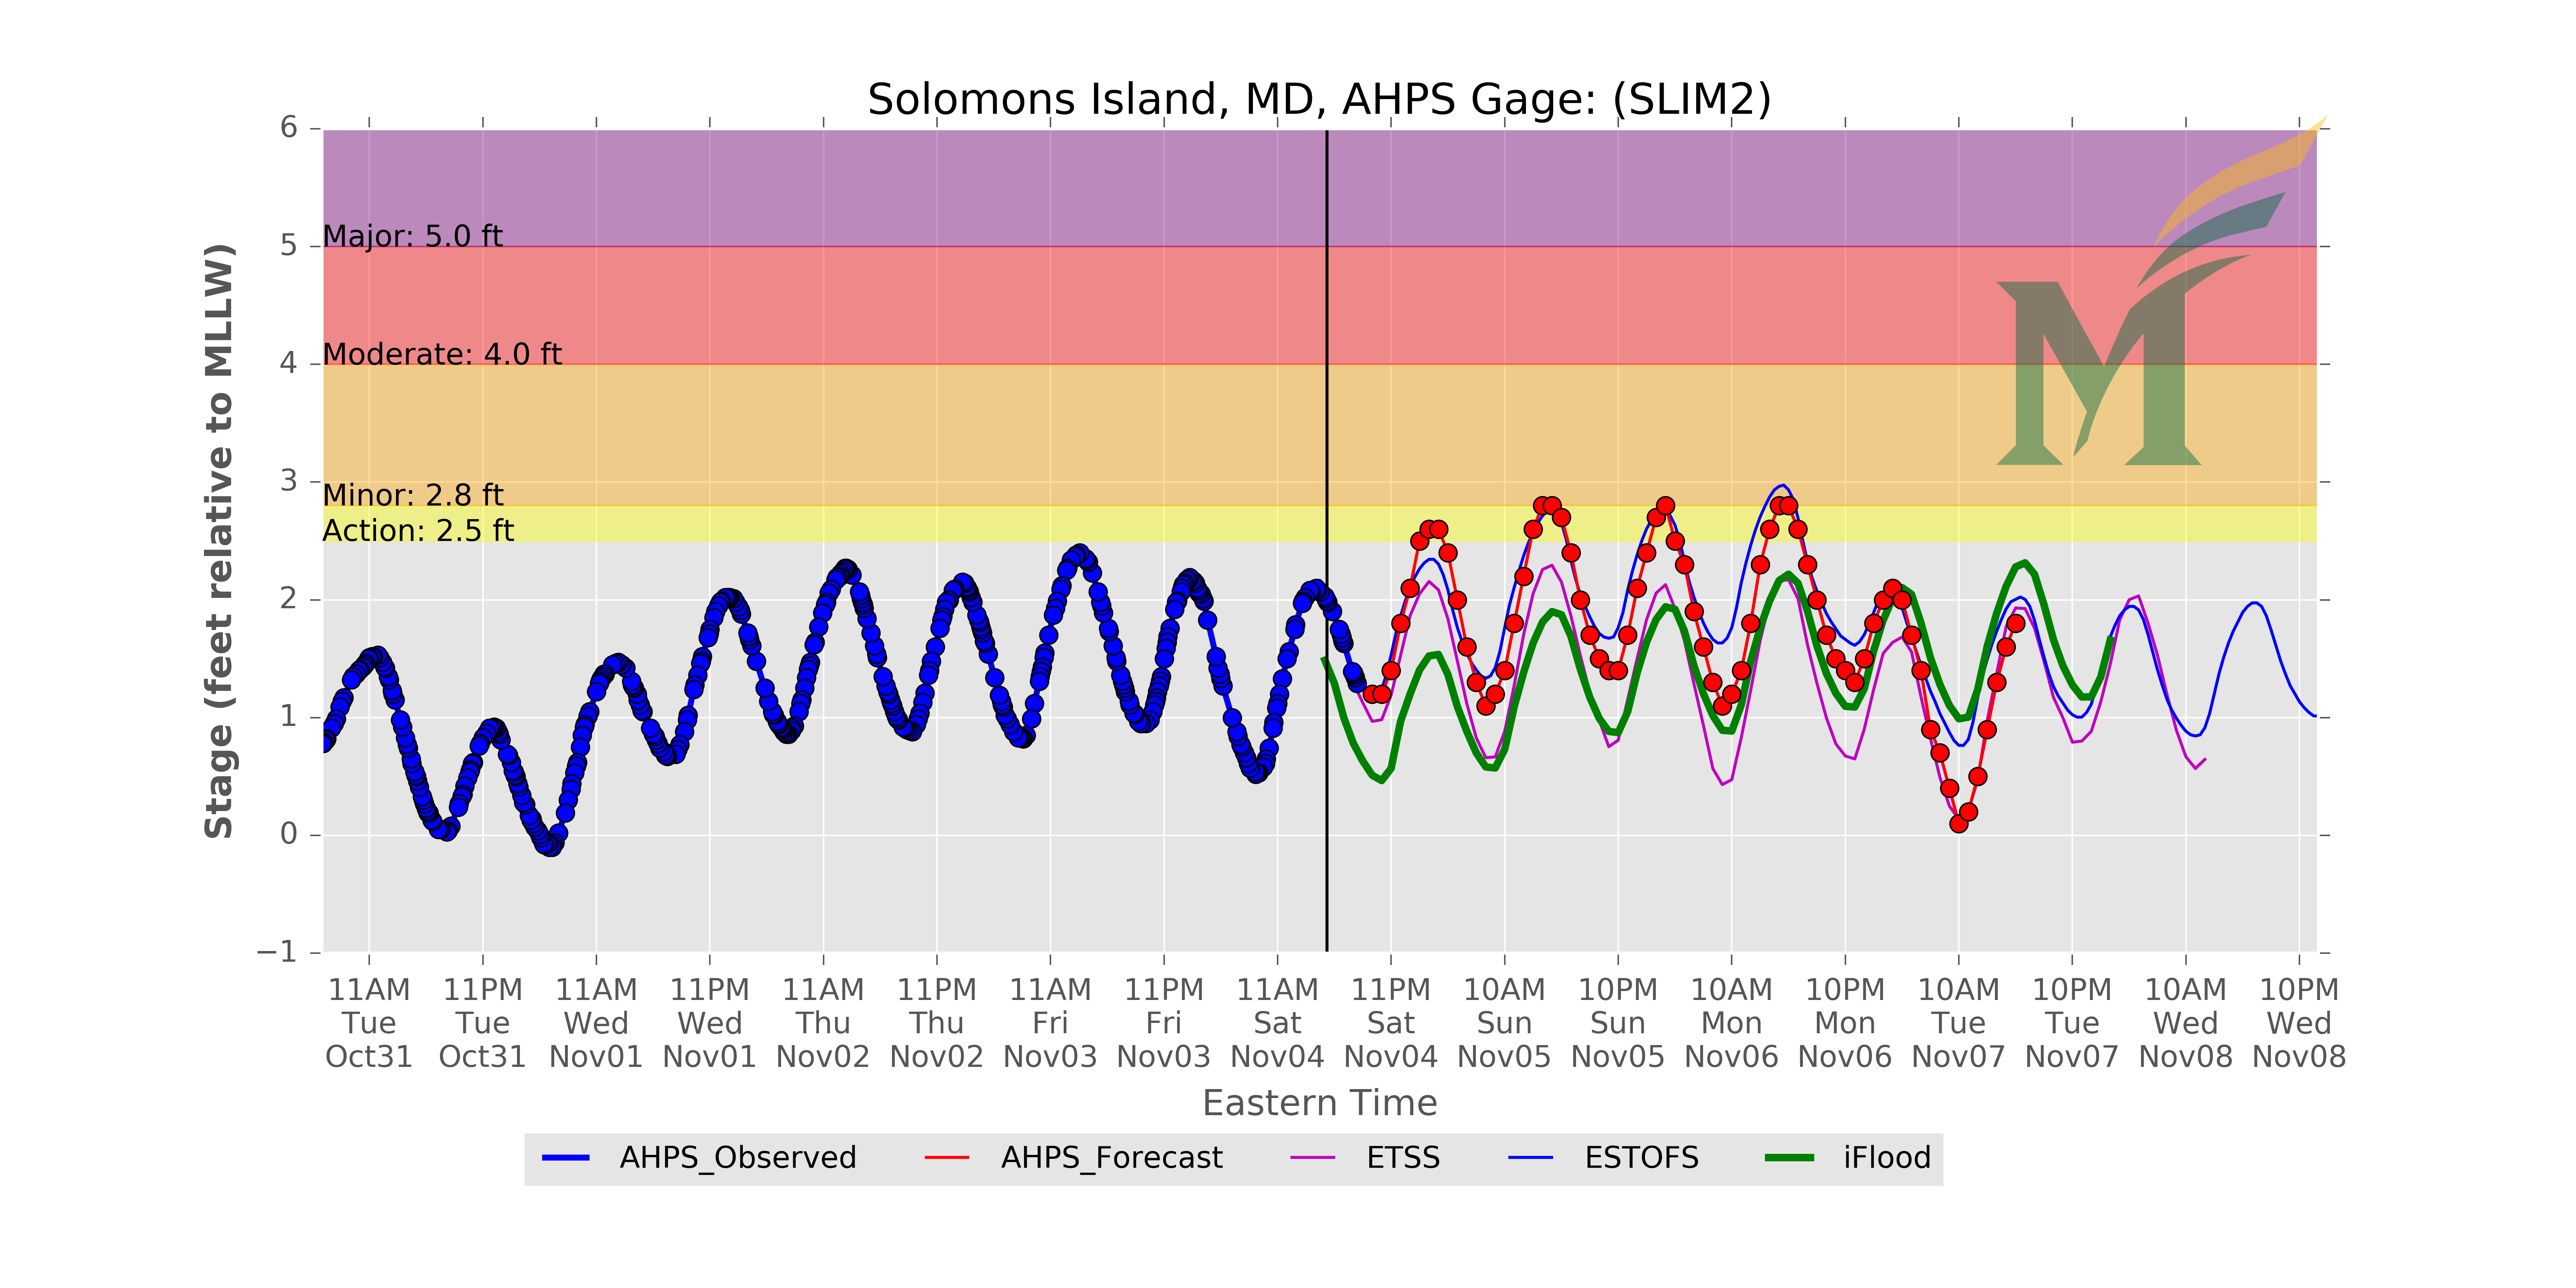 Solomons Island, MD, AHPS Gage: (SLIM2)
Stage (feet relative to MLLW)
6
5
4
3
2
1
0
−1
Major: 5.0 ft
Moderate: 4.0 ft
Minor: 2.8 ft
Action: 2.5 ft
M
11AM 11PM 11AM 11PM 11AM 11PM 11AM 11PM 11AM 11PM 10AM 10PM 10AM 10PM 10AM 10PM 10AM 10PM
Tue Tue Wed Wed Thu Thu Fri Fri Sat Sat Sun Sun Mon Mon Tue Tue Wed Wed
Oct31 Oct31 Nov01 Nov01 Nov02 Nov02 Nov03 Nov03 Nov04 Nov04 Nov05 Nov05 Nov06 Nov06 Nov07 Nov07 Nov08 Nov08
Eastern Time
AHPS_Observed AHPS_Forecast ETSS ESTOFS iFlood